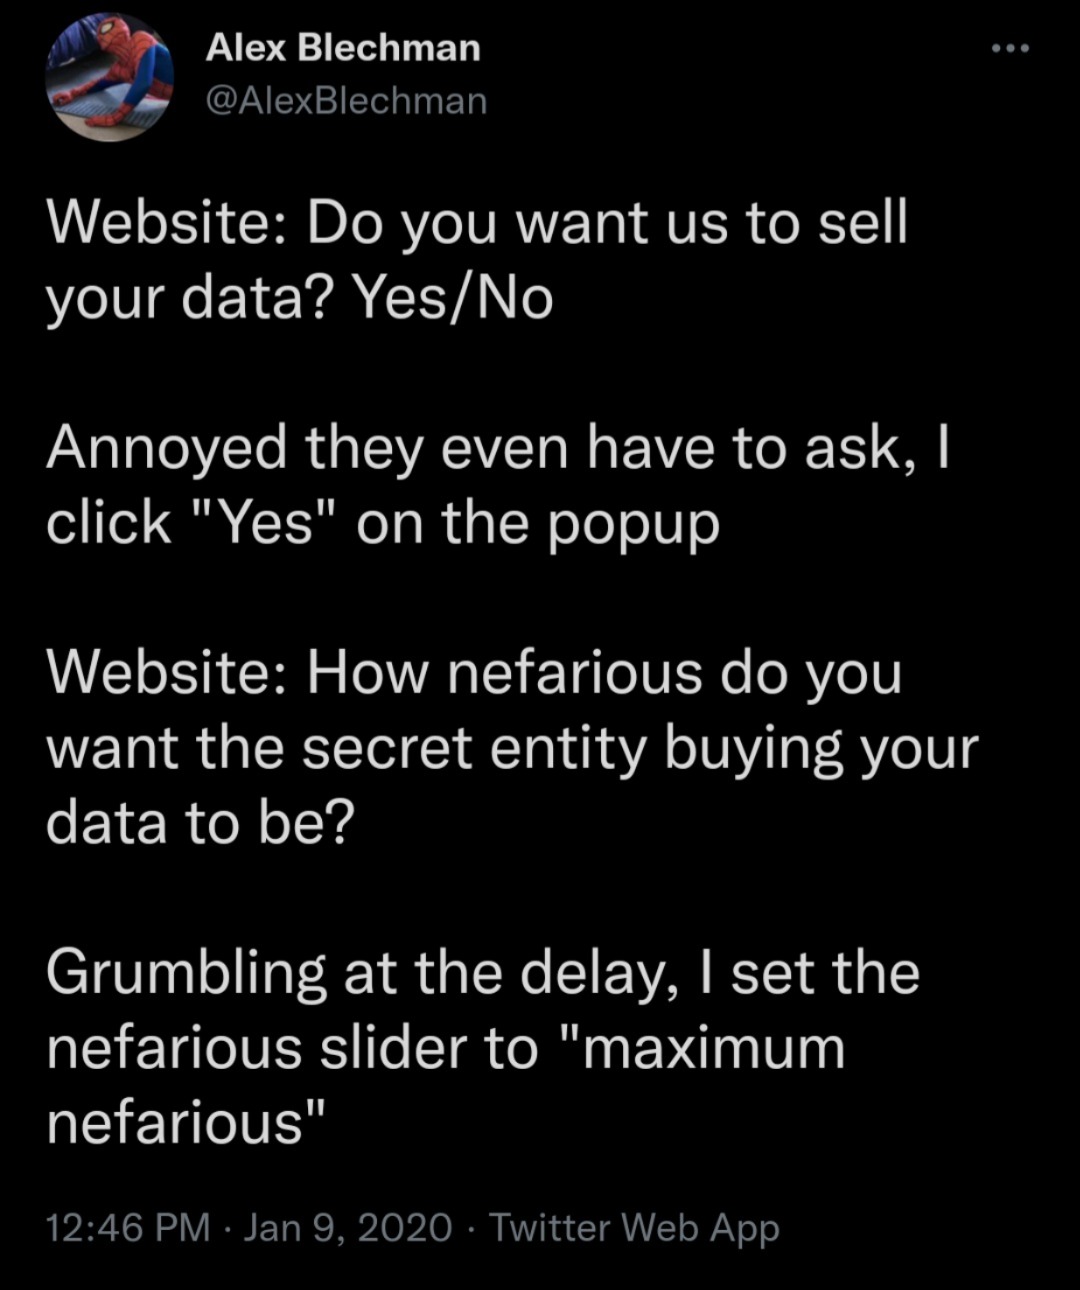 Alex Blechman
@AlexBlechman
Website: Do you want us to sell
your data? Yes/No
Annoyed they even have to ask, I
click "Yes" on the popup
Website: How nefarious do you
want the secret entity buying your
data to be?
Grumbling at the delay, I set the
nefarious slider to "maximum
nefarious"
12:46 PM · Jan 9, 2020 · Twitter Web App